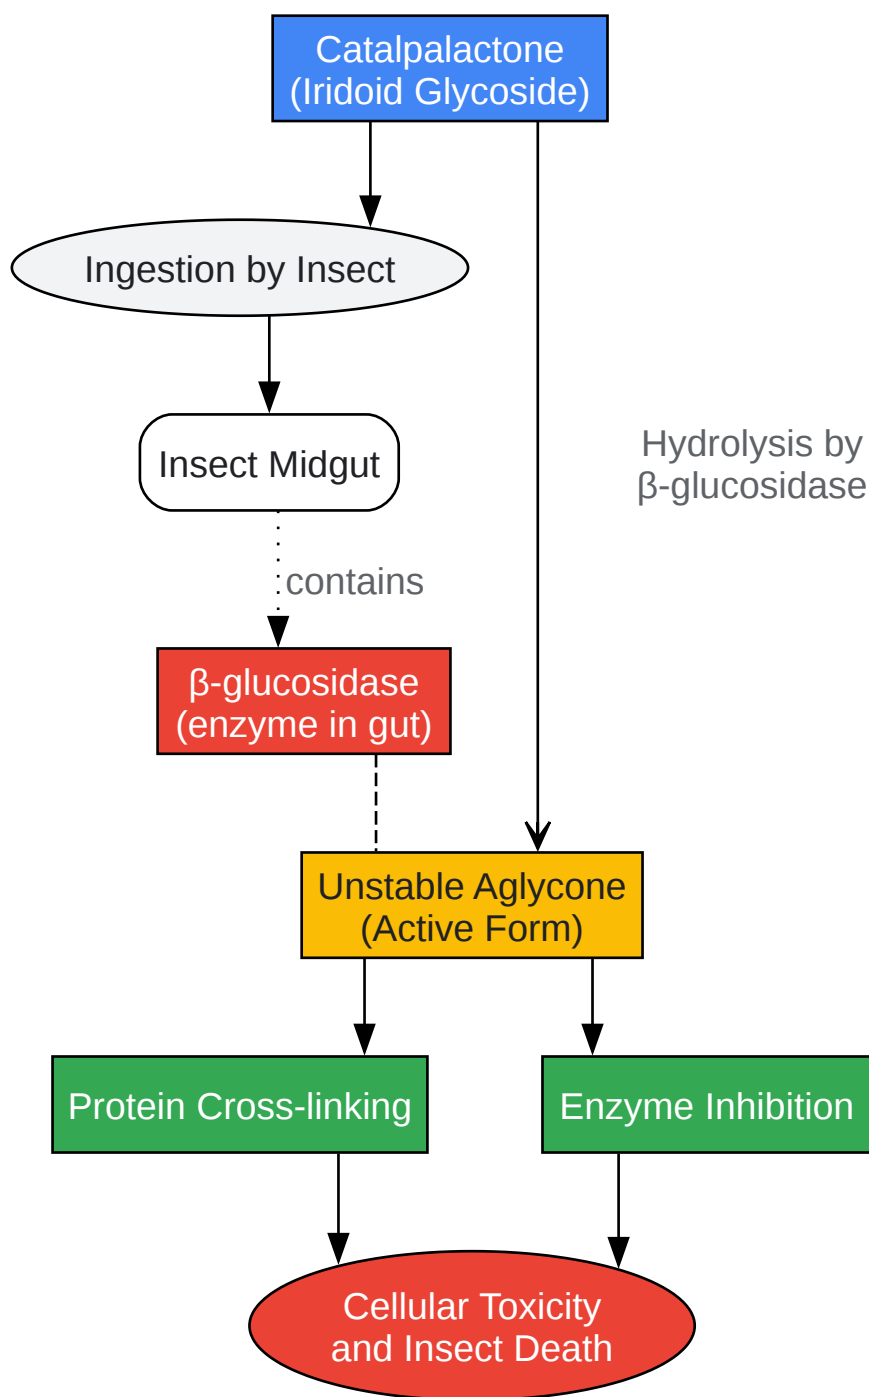 Catalpalactone
(Iridoid Glycoside)
Ingestion by Insect
Hydrolysis by
β-glucosidase
Insect Midgut
contains
β-glucosidase
(enzyme in gut)
Unstable Aglycone
(Active Form)
Protein Cross-linking
Enzyme Inhibition
Cellular Toxicity
and Insect Death